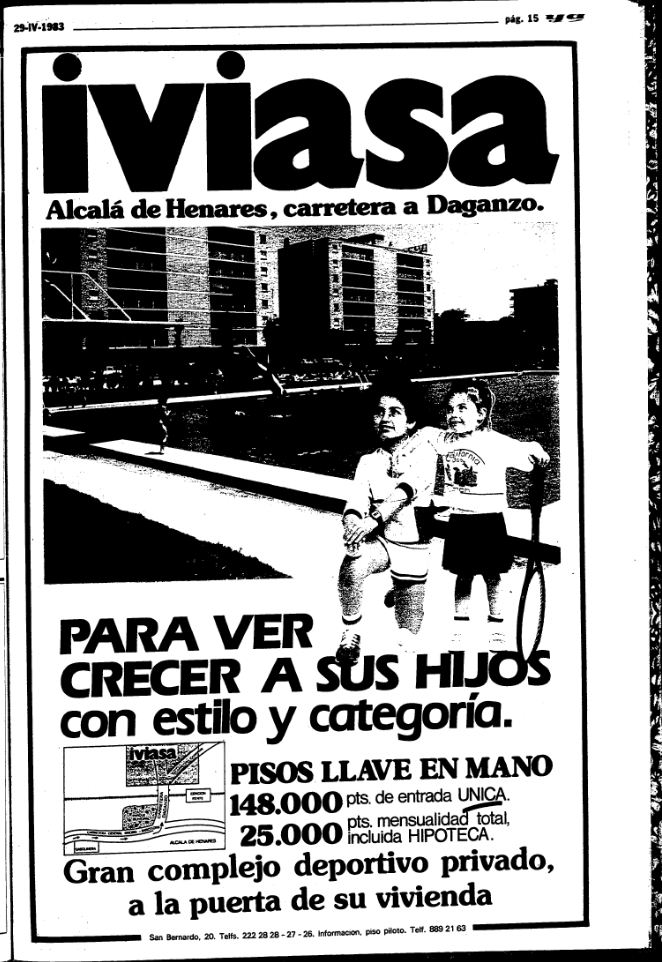 29-IV-1983
pág. 15 ya
iviasa
Alcalá de Henares, carretera a Daganzo.
California
PARA VER
CRECER A SUS HIJOS
con estilo y categoría.
iviasa
ALCALA DE HENARES
PISOS LLAVE EN MANO
148.000 pts. de entrada UNICA.
25.000 pts. mensualidad total,
incluida HIPOTECA.
Gran complejo deportivo privado,
a la puerta de su vivienda
San Bernardo, 20. Telfs. 222 28 28 - 27 - 26. Informacion, piso piloto. Telf. 889 21 63